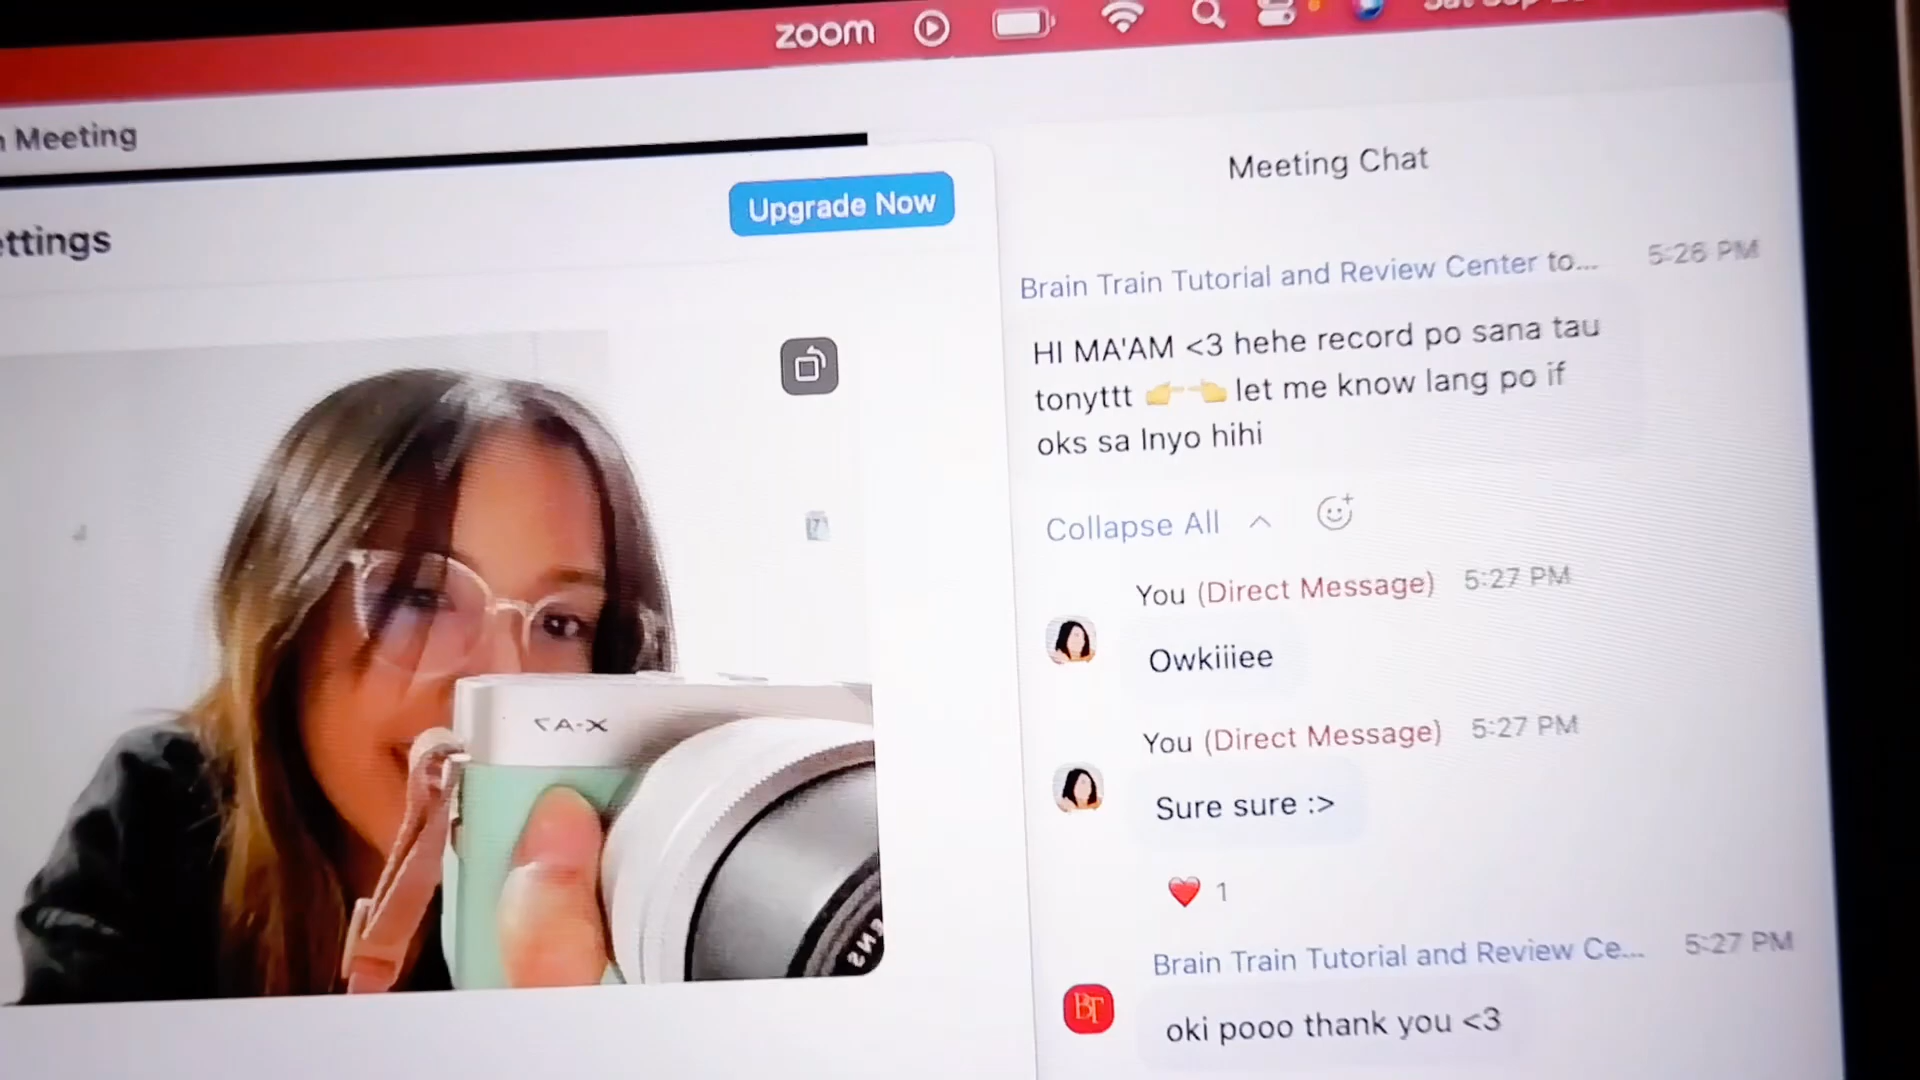 zoom
Meeting
Upgrade Now
ettings
Meeting Chat
Brain Train Tutorial and Review Center to... 5:26 PM
HI MA'AM <3 hehe record po sana tau
tonyttt 👉👈 let me know lang po if
oks sa Inyo hihi
Collapse All
You (Direct Message) 5:27 PM
Owkiiiee
You (Direct Message) 5:27 PM
Sure sure :>
❤️ 1
Brain Train Tutorial and Review Ce... 5:27 PM
BT
oki pooo thank you <3
X-A7